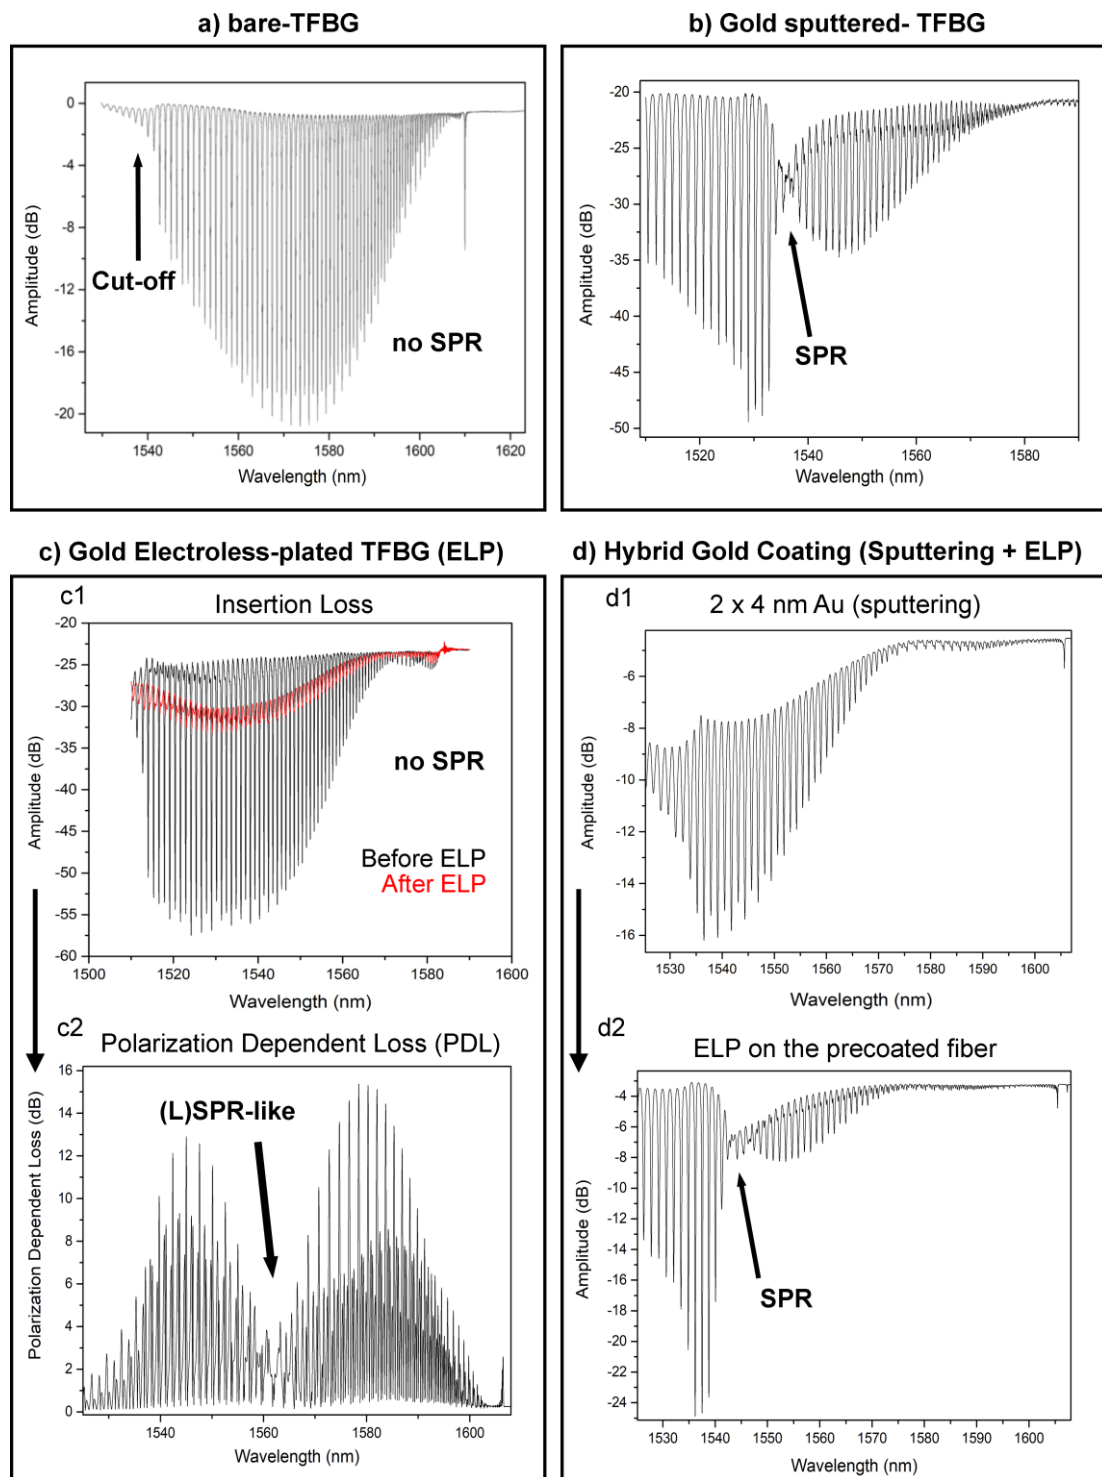 a) bare-TFBG
0
-4
-8
-12
-16
-20
Amplitude (dB)
Cut-off
no SPR
1540
1560
1580
1600
1620
Wavelength (nm)
b) Gold sputtered- TFBG
-20
-25
-30
-35
-40
-45
-50
Amplitude (dB)
SPR
1520
1540
1560
1580
Wavelength (nm)
c) Gold Electroless-plated TFBG (ELP)
c1
Insertion Loss
-20
-25
-30
-35
-40
-45
-50
-55
-60
Amplitude (dB)
no SPR
Before ELP
After ELP
1500
1520
1540
1560
1580
1600
Wavelength (nm)
c2
Polarization Dependent Loss (PDL)
16
14
12
10
8
6
4
2
0
Polarization Dependent Loss (dB)
(L)SPR-like
1540
1560
1580
1600
Wavelength (nm)
d) Hybrid Gold Coating (Sputtering + ELP)
d1
2 x 4 nm Au (sputtering)
-6
-8
-10
-12
-14
-16
Amplitude (dB)
1530
1540
1550
1560
1570
1580
1590
1600
Wavelength (nm)
d2
ELP on the precoated fiber
-4
-6
-8
-10
-12
-14
-16
-18
-20
-22
-24
Amplitude (dB)
SPR
1530
1540
1550
1560
1570
1580
1590
1600
Wavelength (nm)